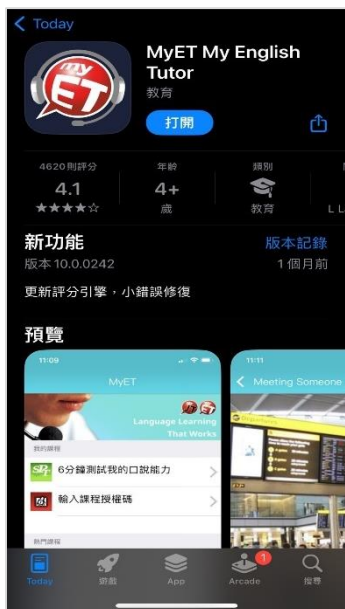 Today
my
ET
MyET My English
Tutor
教育
打開
4620則評分
4.1
年齡
4+
歲
類別
教育
新功能
版本記錄
版本 10.0.0242
1 個月前
更新評分引擎，小錯誤修復
預覽
11:09
MyET
Language Learning
That Works
我的課程
6分鐘測試我的口說能力
輸入課程授權碼
熱門課程
11:11
Meeting Someone
Today
遊戲
App
Arcade
1
搜尋